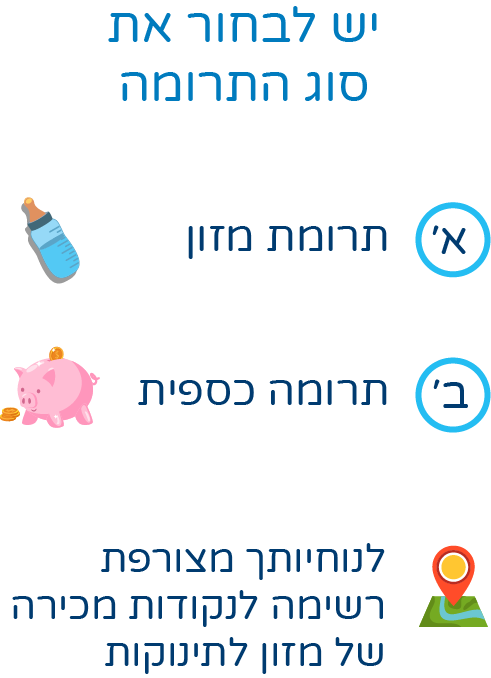 יש לבחור את
סוג התרומה
א' תרומת מזון
ב' תרומה כספית
לנוחיותך מצורפת
רשימה לנקודות מכירה
של מזון לתינוקות